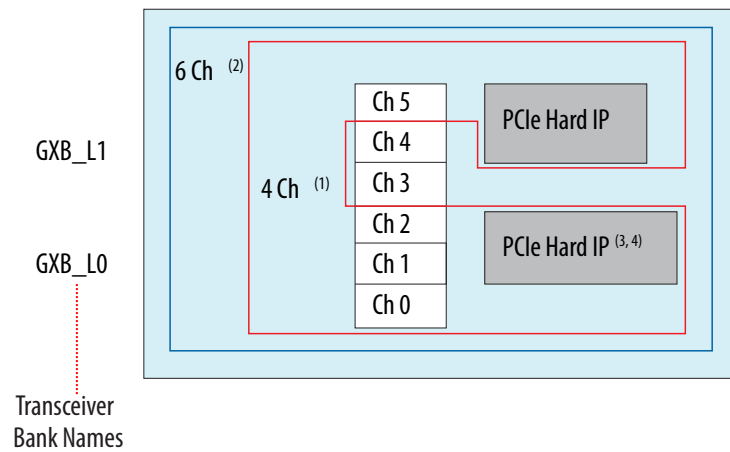 6 Ch (2)
Ch 5
PCIe Hard IP
Ch 4
GXB_L1
4 Ch (1)
Ch 3
Ch 2
PCIe Hard IP (3, 4)
GXB_L0
Ch 1
Ch 0
Transceiver
Bank Names